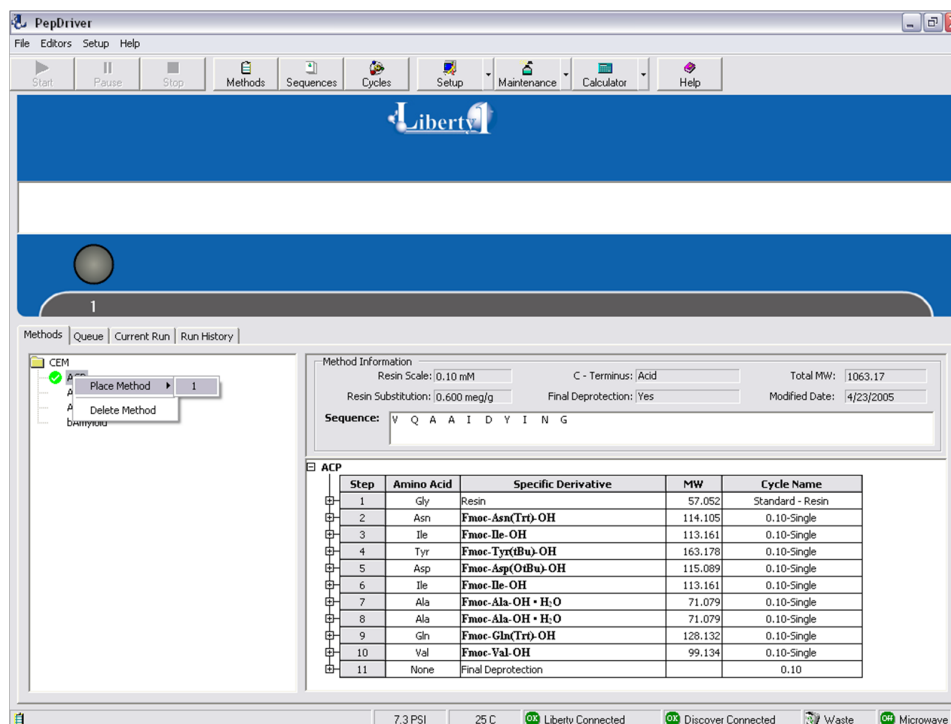 PepDriver
File Editors Setup Help
Start Pause Stop Methods Sequences Cycles Setup Maintenance Calculator Help
Liberty1
1
Methods Queue Current Run Run History
CEM
ACP
Place Method 1
Delete Method
bAmyloid
Method Information
Resin Scale: 0.10 mM C - Terminus: Acid Total MW: 1063.17
Resin Substitution: 0.600 meq/g Final Deprotection: Yes Modified Date: 4/23/2005
Sequence: V Q A A I D Y I N G
ACP
Step Amino Acid Specific Derivative MW Cycle Name
1 Gly Resin 57.052 Standard - Resin
2 Asn Fmoc-Asn(Trt)-OH 114.105 0.10-Single
3 Ile Fmoc-Ile-OH 113.161 0.10-Single
4 Tyr Fmoc-Tyr(tBu)-OH 163.178 0.10-Single
5 Asp Fmoc-Asp(OtBu)-OH 115.089 0.10-Single
6 Ile Fmoc-Ile-OH 113.161 0.10-Single
7 Ala Fmoc-Ala-OH • H₂O 71.079 0.10-Single
8 Ala Fmoc-Ala-OH • H₂O 71.079 0.10-Single
9 Gln Fmoc-Gln(Trt)-OH 128.132 0.10-Single
10 Val Fmoc-Val-OH 99.134 0.10-Single
11 None Final Deprotection 0.10
7.3 PSI 25 C OK Liberty Connected OK Discover Connected Waste OH Microwave